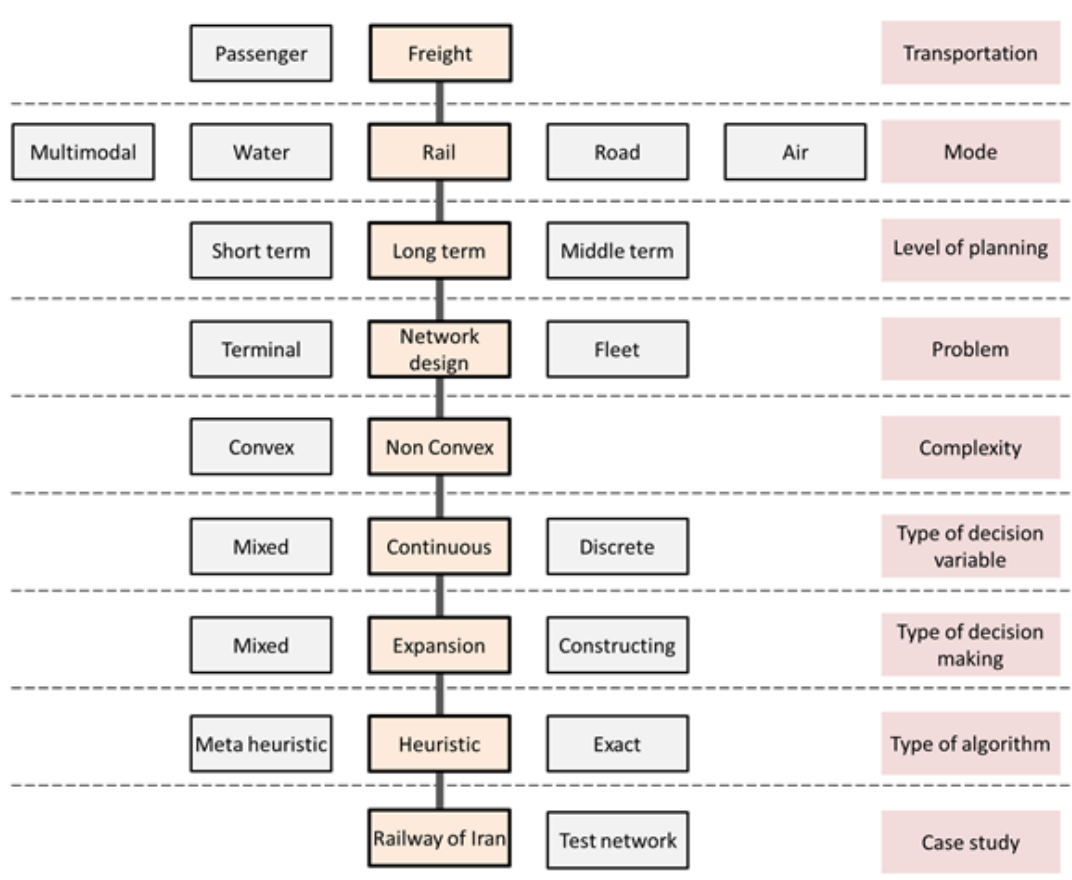 Passenger
Freight
Transportation
Multimodal
Water
Rail
Road
Air
Mode
Short term
Long term
Middle term
Level of planning
Terminal
Network
design
Fleet
Problem
Convex
Non Convex
Complexity
Mixed
Continuous
Discrete
Type of decision
variable
Mixed
Expansion
Constructing
Type of decision
making
Meta heuristic
Heuristic
Exact
Type of algorithm
Railway of Iran
Test network
Case study